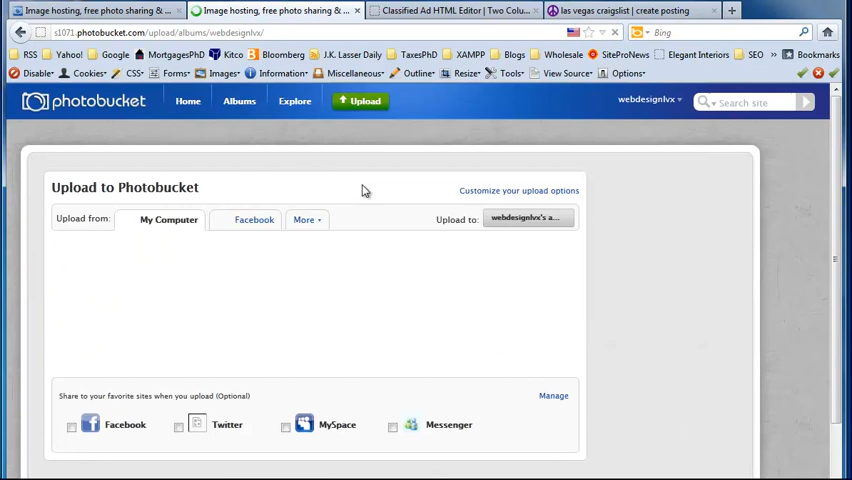 Image hosting, free photo sharing & ... × Image hosting, free photo sharing & ... × Classified Ad HTML Editor | Two Colu... × las vegas craigslist | create posting × +
s1071.photobucket.com/upload/albums/webdesignlvx/ Bing
RSS Yahoo! Google MortgagesPhD Kitco Bloomberg J.K. Lasser Daily TaxesPhD XAMPP Blogs Wholesale SiteProNews Elegant Interiors SEO Bookmarks
Disable Cookies CSS Forms Images Information Miscellaneous Outline Resize Tools View Source Options
photobucket Home Albums Explore Upload webdesignlvx Search site
Upload to Photobucket
Customize your upload options
Upload from: My Computer Facebook More Upload to: webdesignlvx's a...
Share to your favorite sites when you upload (Optional) Manage
Facebook Twitter MySpace Messenger